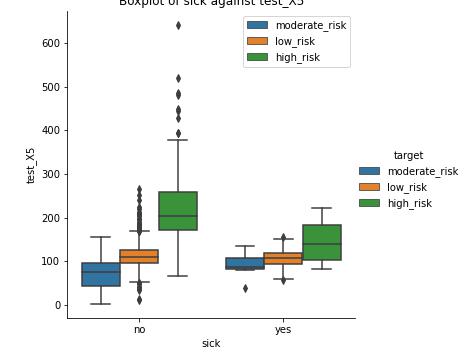 Boxplot of sick against test_X5
moderate_risk
low_risk
high_risk
600
500
400
300
200
100
0
test_X5
no
yes
sick
target
moderate_risk
low_risk
high_risk